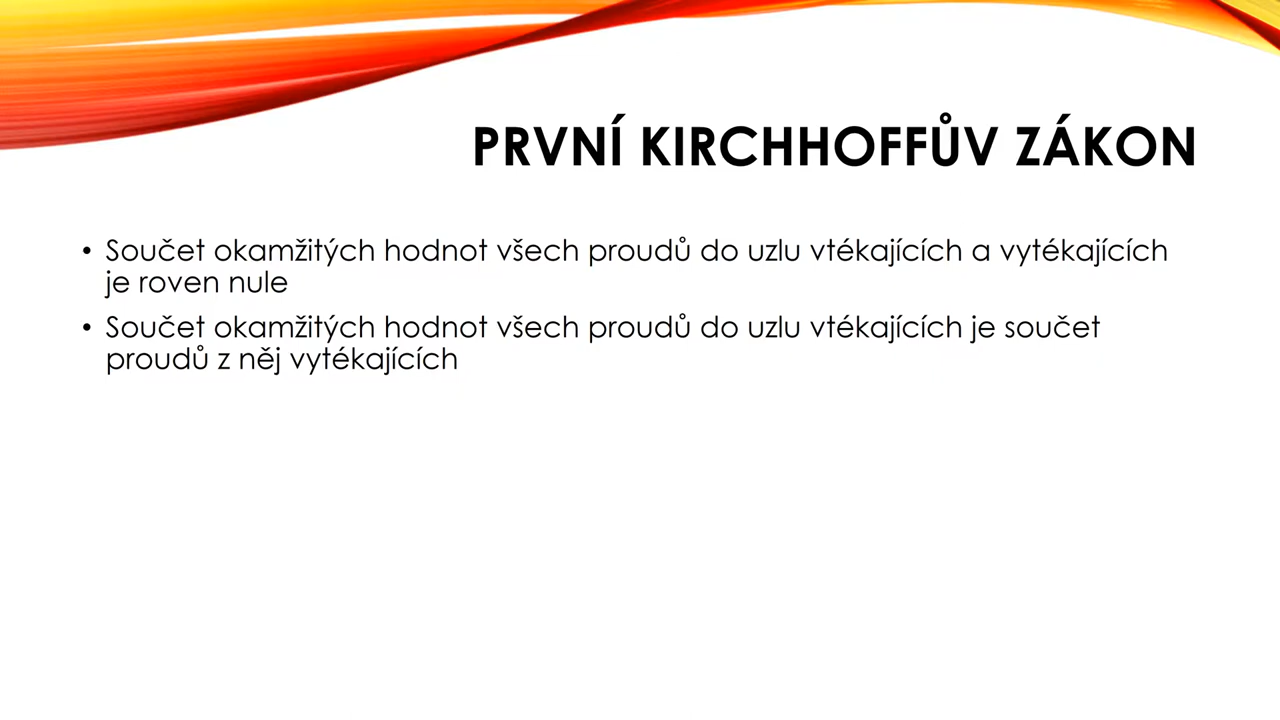 PRVNÍ KIRCHHOFFŮV ZÁKON
• Součet okamžitých hodnot všech proudů do uzlu vtékajících a vytékajících
je roven nule
• Součet okamžitých hodnot všech proudů do uzlu vtékajících je součet
proudů z něj vytékajících